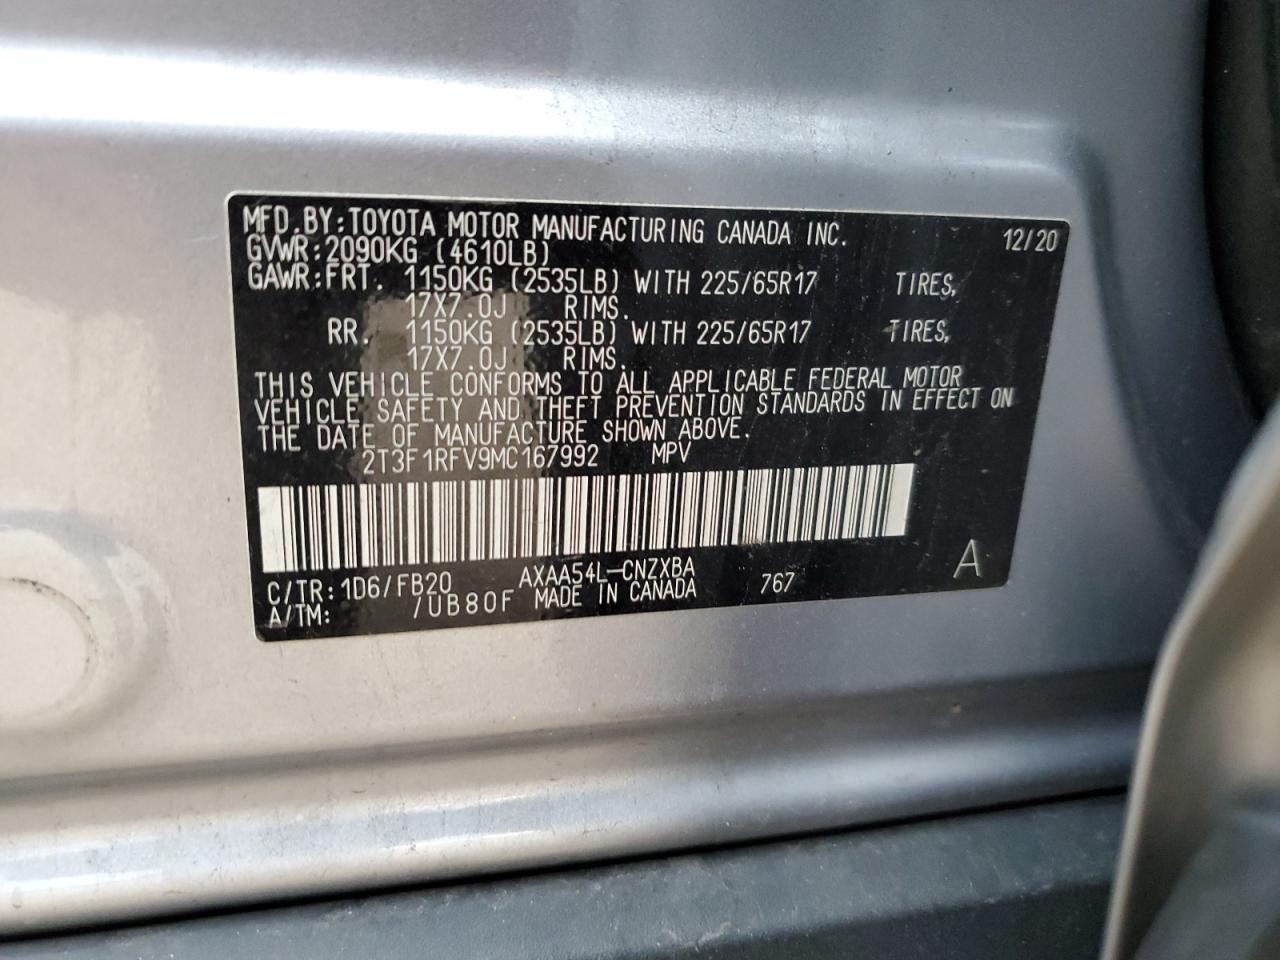 MFD.BY:TOYOTA MOTOR MANUFACTURING CANADA INC. 12/20
GVWR:2090KG (4610LB)
GAWR:FRT. 1150KG (2535LB) WITH 225/65R17 TIRES,
17X7.0J RIMS.
RR. 1150KG (2535LB) WITH 225/65R17 TIRES,
17X7.0J RIMS.
THIS VEHICLE CONFORMS TO ALL APPLICABLE FEDERAL MOTOR
VEHICLE SAFETY AND THEFT PREVENTION STANDARDS IN EFFECT ON
THE DATE OF MANUFACTURE SHOWN ABOVE.
2T3F1RFV9MC167992 MPV
C/TR:1D6/FB20 AXAA54L-CNZXBA
A/TM: /UB80F MADE IN CANADA 767 A